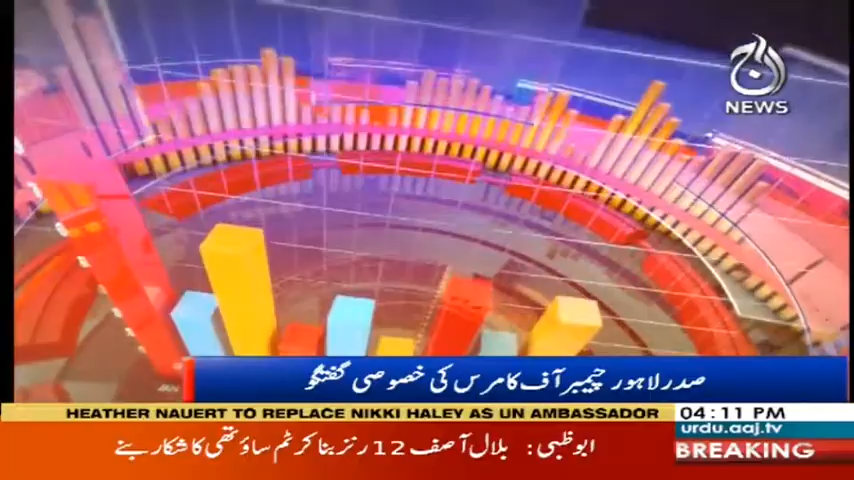 آج
NEWS
صدر لاہور چیمبر آف کامرس کی خصوصی گفتگو
HEATHER NAUERT TO REPLACE NIKKI HALEY AS UN AMBASSADOR
04:11 PM
urdu.aaj.tv
ابوظبی: بلال آصف 12 رنز بنا کر ٹم ساؤتھی کا شکار بنے
BREAKING